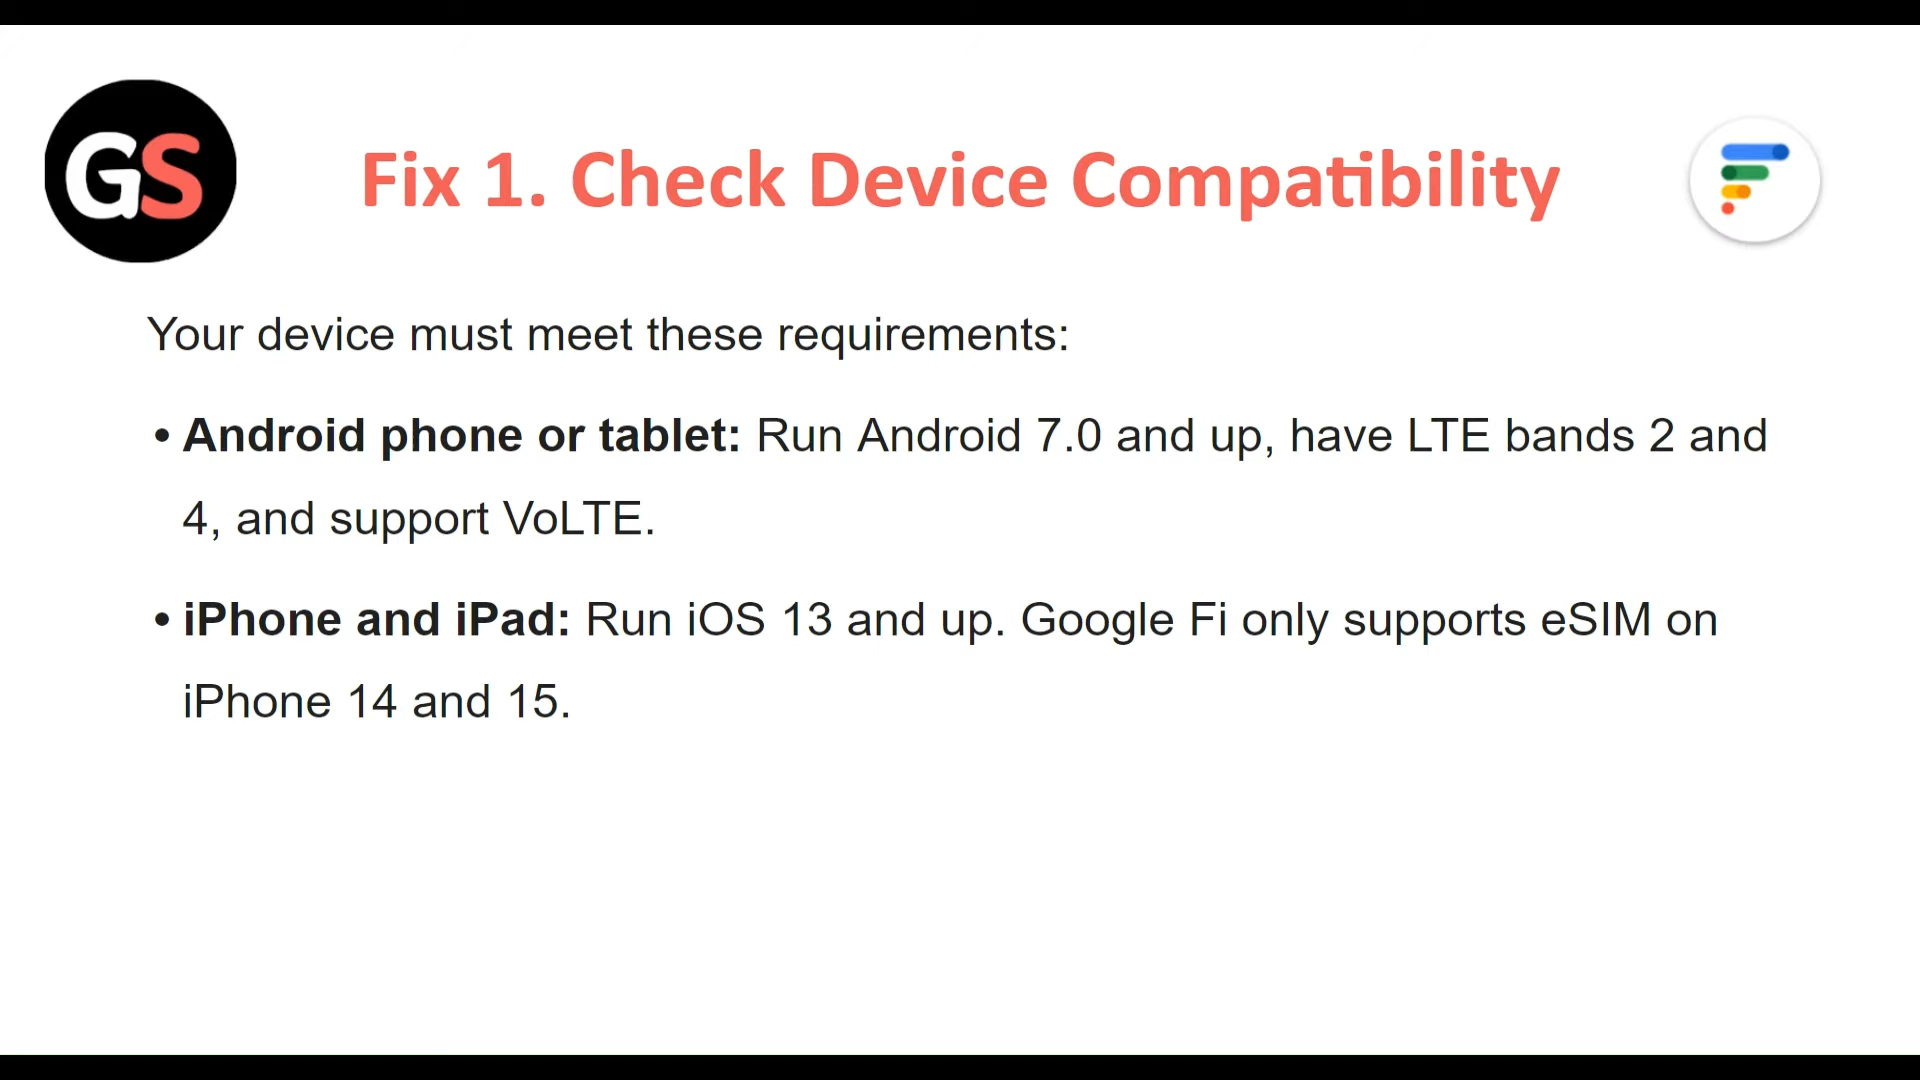 GS
Fix 1. Check Device Compatibility
Your device must meet these requirements:
• Android phone or tablet: Run Android 7.0 and up, have LTE bands 2 and
4, and support VoLTE.
• iPhone and iPad: Run iOS 13 and up. Google Fi only supports eSIM on
iPhone 14 and 15.